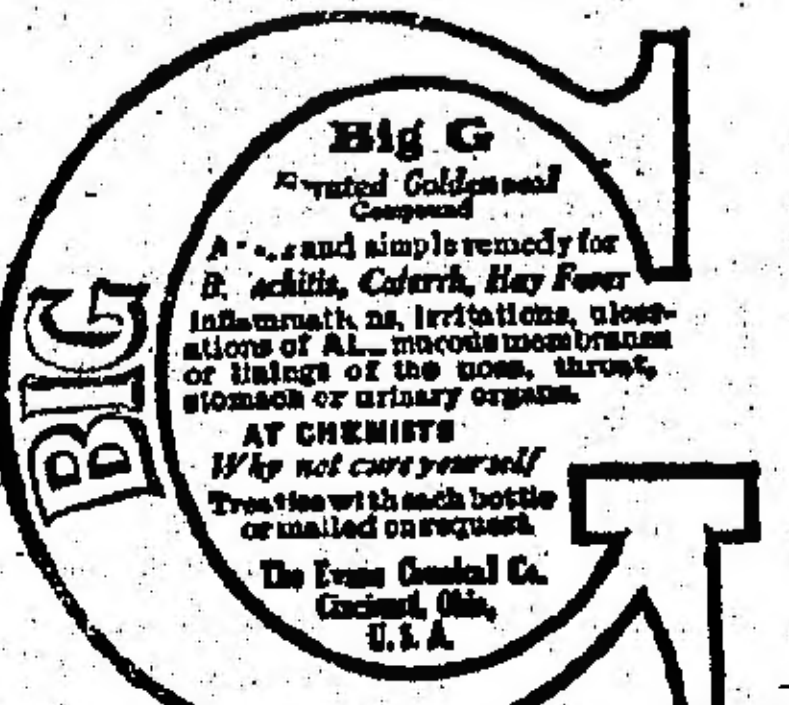 BIG
Big G
Goldenseal
Compound
and simple remedy for
Catarrh, Hay Fever
irritations, ulcer-
ations of ALL mucous membranes
or linings of the nose, throat,
stomach or urinary organs.
AT CHEMISTS
Why not cure yourself
Treatise with each bottle
or mailed on request
The Evans Chemical Co.
Cincinnati, Ohio,
U.S.A.